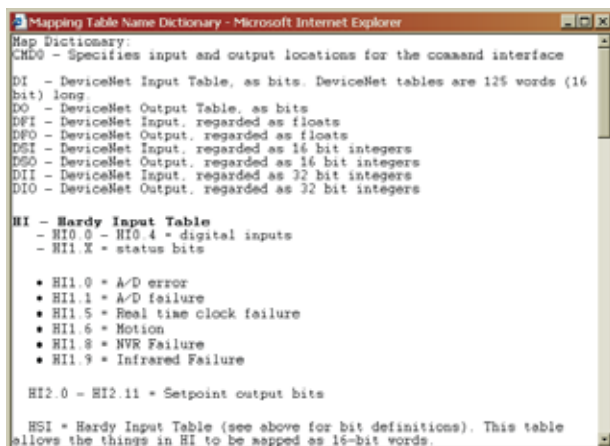 Mapping Table Name Dictionary - Microsoft Internet Explorer
Map Dictionary:
CMD0 - Specifies input and output locations for the command interface
DI - DeviceNet Input Table, as bits. DeviceNet tables are 125 words (16
bit) long.
DO - DeviceNet Output Table, as bits
DFI - DeviceNet Input, regarded as floats
DFO - DeviceNet Output, regarded as floats
DSI - DeviceNet Input, regarded as 16 bit integers
DSO - DeviceNet Output, regarded as 16 bit integers
DII - DeviceNet Input, regarded as 32 bit integers
DIO - DeviceNet Output, regarded as 32 bit integers
HI - Hardy Input Table
- HI0.0 - HI0.4 = digital inputs
- HI1.X = status bits
• HI1.0 = A/D error
• HI1.1 = A/D failure
• HI1.5 = Real time clock failure
• HI1.6 = Motion
• HI1.8 = NVR Failure
• HI1.9 = Infrared Failure
HI2.0 - HI2.11 = Setpoint output bits
HSI = Hardy Input Table (see above for bit definitions). This table
allows the things in HI to be mapped as 16-bit words.